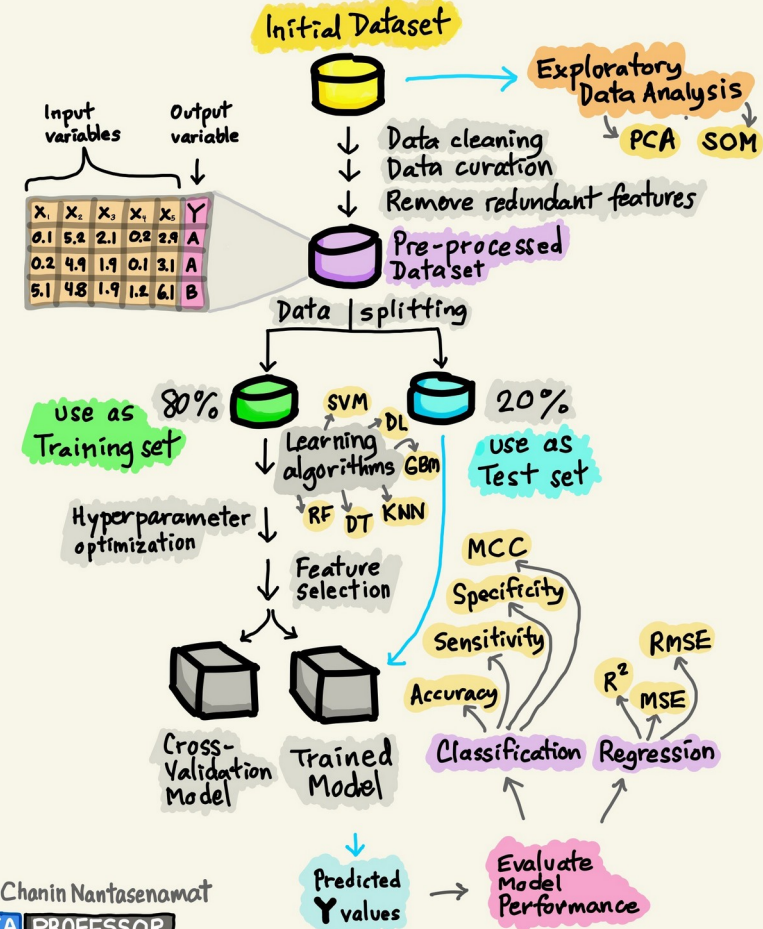 Initial Dataset
Exploratory
Data Analysis
PCA SOM
Input
variables
Output
variable
Data cleaning
Data curation
Remove redundant features
X₁ X₂ X₃ X₄ X₅ Y
0.1 5.2 2.1 0.2 2.9 A
0.2 4.9 1.9 0.1 3.1 A
5.1 4.8 1.9 1.2 6.1 B
Pre-processed
Dataset
Data splitting
80%
20%
use as
Training set
use as
Test set
Learning
algorithms
SVM
DL
GBM
KNN
DT
RF
Hyperparameter
optimization
Feature
selection
MCC
Specificity
Sensitivity
Accuracy
RMSE
R²
MSE
Classification
Regression
Cross-
Validation
Model
Trained
Model
Predicted
Y values
Evaluate
Model
Performance
Chanin Nantasenamat
PROFESSOR